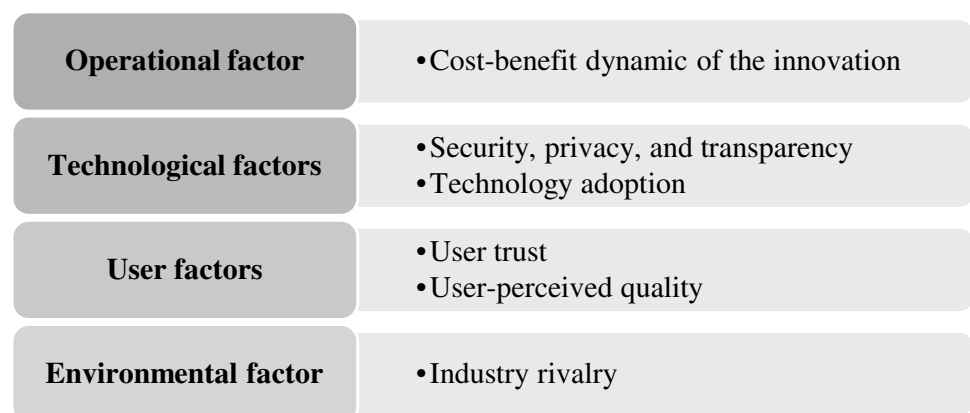 Operational factor
•Cost-benefit dynamic of the innovation
Technological factors
•Security, privacy, and transparency
•Technology adoption
User factors
•User trust
•User-perceived quality
Environmental factor
•Industry rivalry